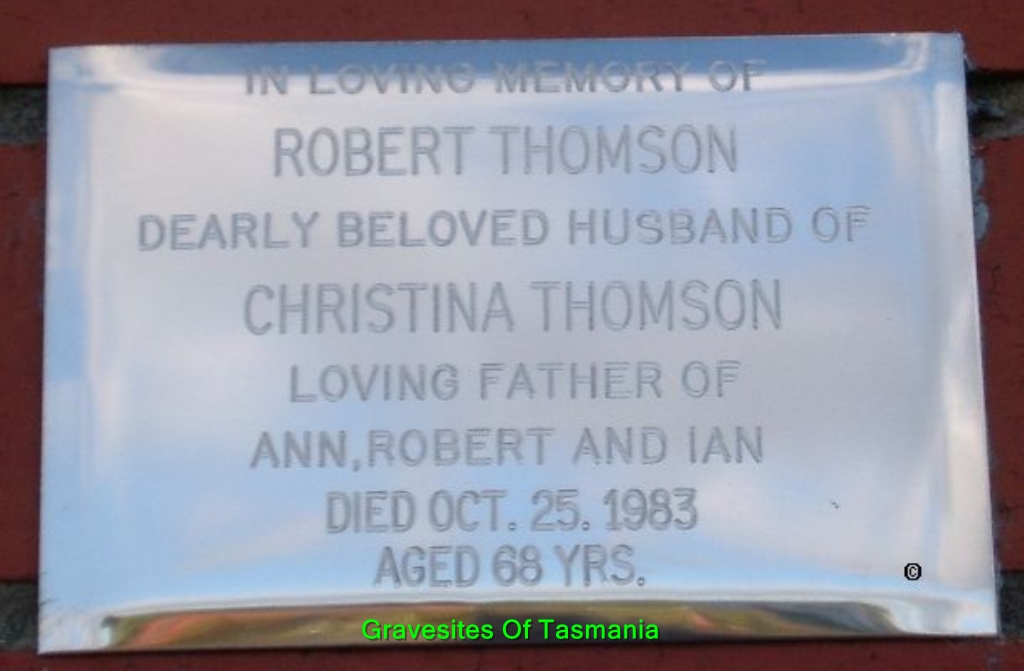 IN LOVING MEMORY OF
ROBERT THOMSON
DEARLY BELOVED HUSBAND OF
CHRISTINA THOMSON
LOVING FATHER OF
ANN, ROBERT AND IAN
DIED OCT. 25. 1983
AGED 68 YRS.
©
Gravesites Of Tasmania